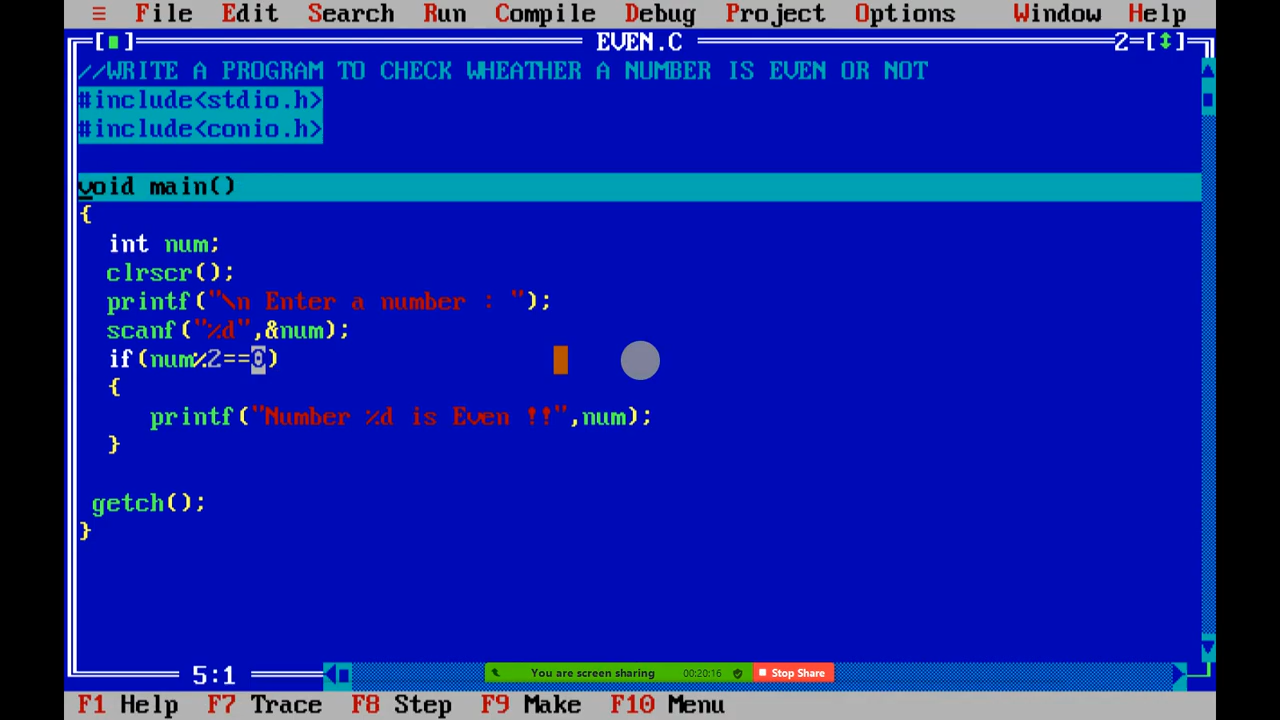 ≡ File Edit Search Run Compile Debug Project Options Window Help
EVEN.C 2=[↕]
//WRITE A PROGRAM TO CHECK WHEATHER A NUMBER IS EVEN OR NOT
#include<stdio.h>
#include<conio.h>
void main()
{
int num;
clrscr();
printf("\n Enter a number : ");
scanf("%d",&num);
if(num%2==0)
{
printf("Number %d is Even !!",num);
}
getch();
}
5:1
You are screen sharing 00:20:16 Stop Share
F1 Help F7 Trace F8 Step F9 Make F10 Menu